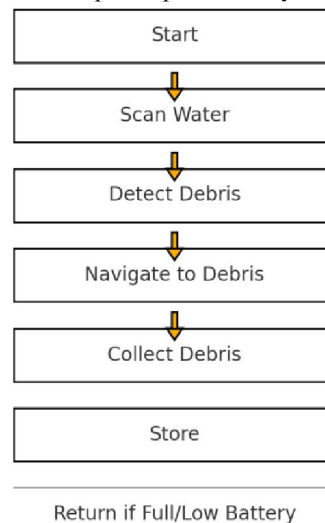 Start
Scan Water
Detect Debris
Navigate to Debris
Collect Debris
Store
Return if Full/Low Battery